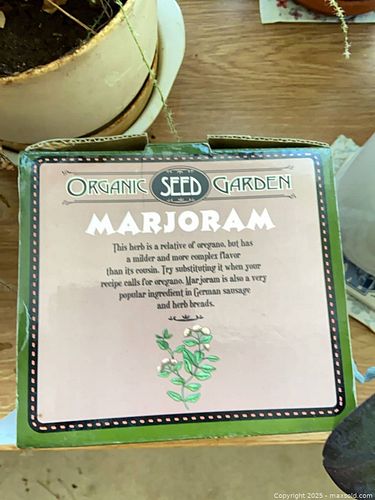 ORGANIC SEED GARDEN
MARJORAM
This herb is a relative of oregano, but has
a milder and more complex flavor
than its cousin. Try substituting it when your
recipe calls for oregano. Marjoram is also a very
popular ingredient in German sausage
and herb breads.
Copyright 2025 - maxsold.com